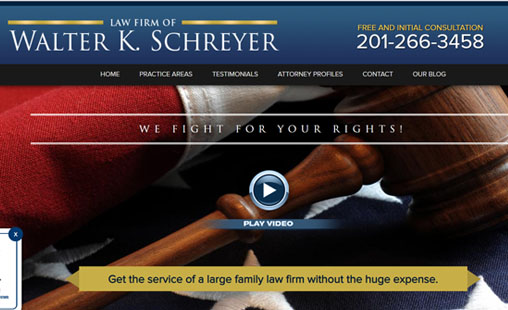 LAW FIRM OF
WALTER K. SCHREYER
FREE AND INITIAL CONSULTATION
201-266-3458
HOME PRACTICE AREAS TESTIMONIALS ATTORNEY PROFILES CONTACT OUR BLOG
WE FIGHT FOR YOUR RIGHTS!
PLAY VIDEO
X
Get the service of a large family law firm without the huge expense.